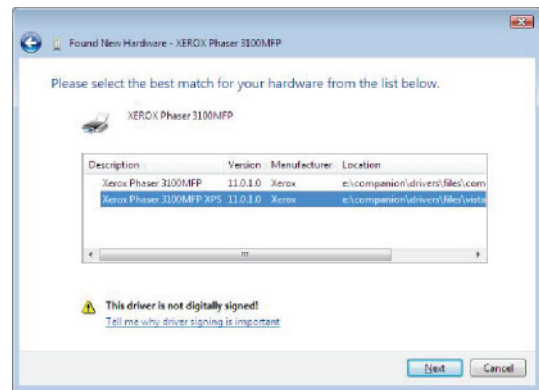 Found New Hardware - XEROX Phaser 3100MFP
Please select the best match for your hardware from the list below.
XEROX Phaser 3100MFP
Description Version Manufacturer Location
Xerox Phaser 3100MFP 11.0.1.0 Xerox e:\companion\drivers\files\com
Xerox Phaser 3100MFP XPS 11.0.1.0 Xerox e:\companion\drivers\files\vista
This driver is not digitally signed!
Tell me why driver signing is important
Next Cancel